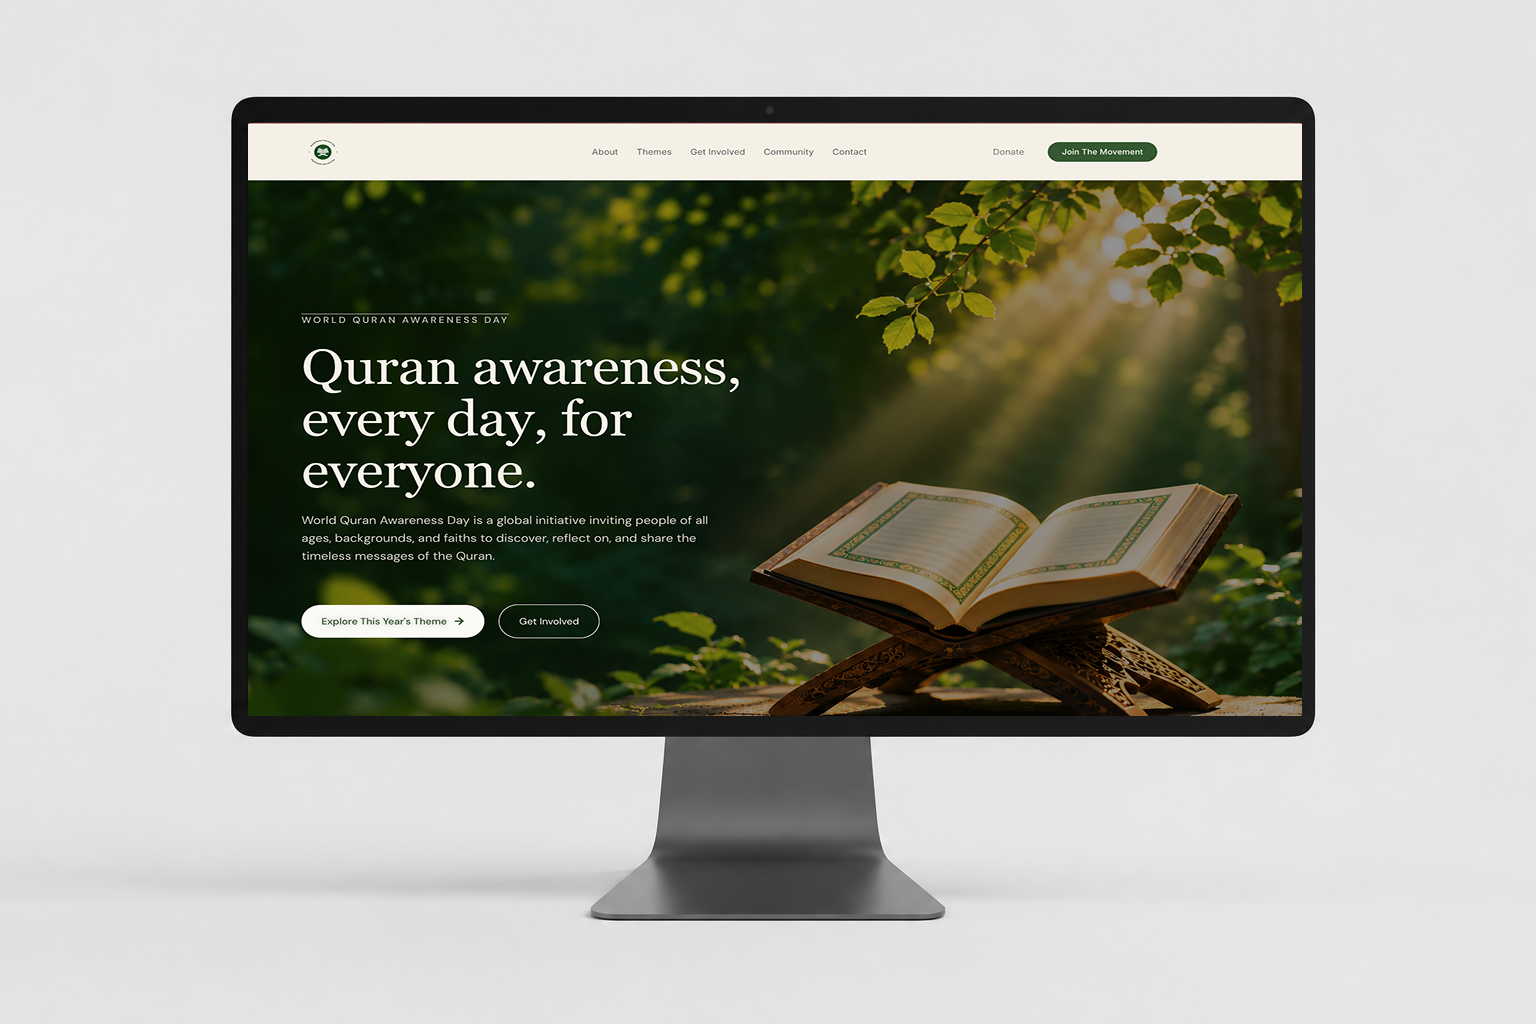 About Themes Get Involved Community Contact Donate Join The Movement
WORLD QURAN AWARENESS DAY
Quran awareness,
every day, for
everyone.
World Quran Awareness Day is a global initiative inviting people of all
ages, backgrounds, and faiths to discover, reflect on, and share the
timeless messages of the Quran.
Explore This Year's Theme → Get Involved